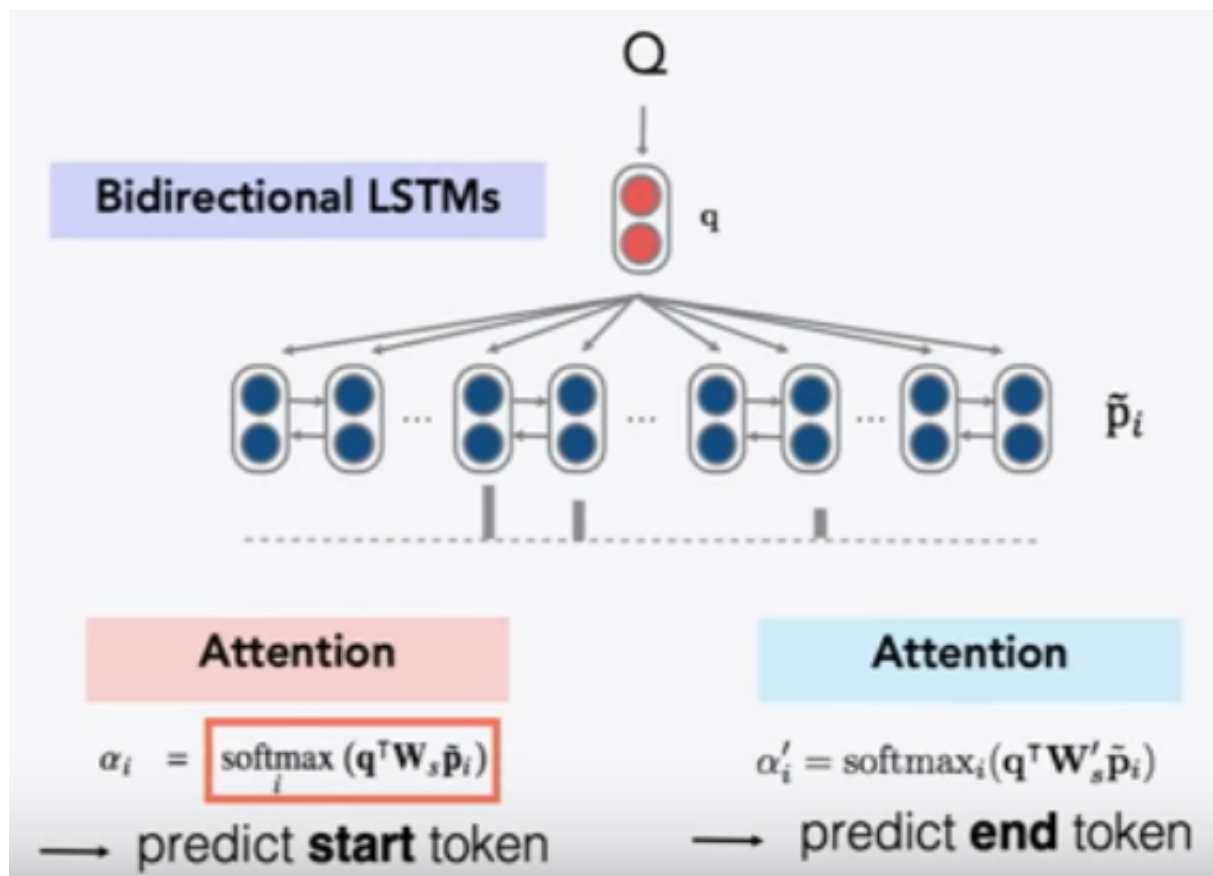 Q
Bidirectional LSTMs
q
... ... ...
p̃ᵢ
Attention
Attention
αᵢ = softmaxᵢ (qᵀWₛp̃ᵢ)
α′ᵢ = softmaxᵢ(qᵀW′ₛp̃ᵢ)
→ predict start token
→ predict end token